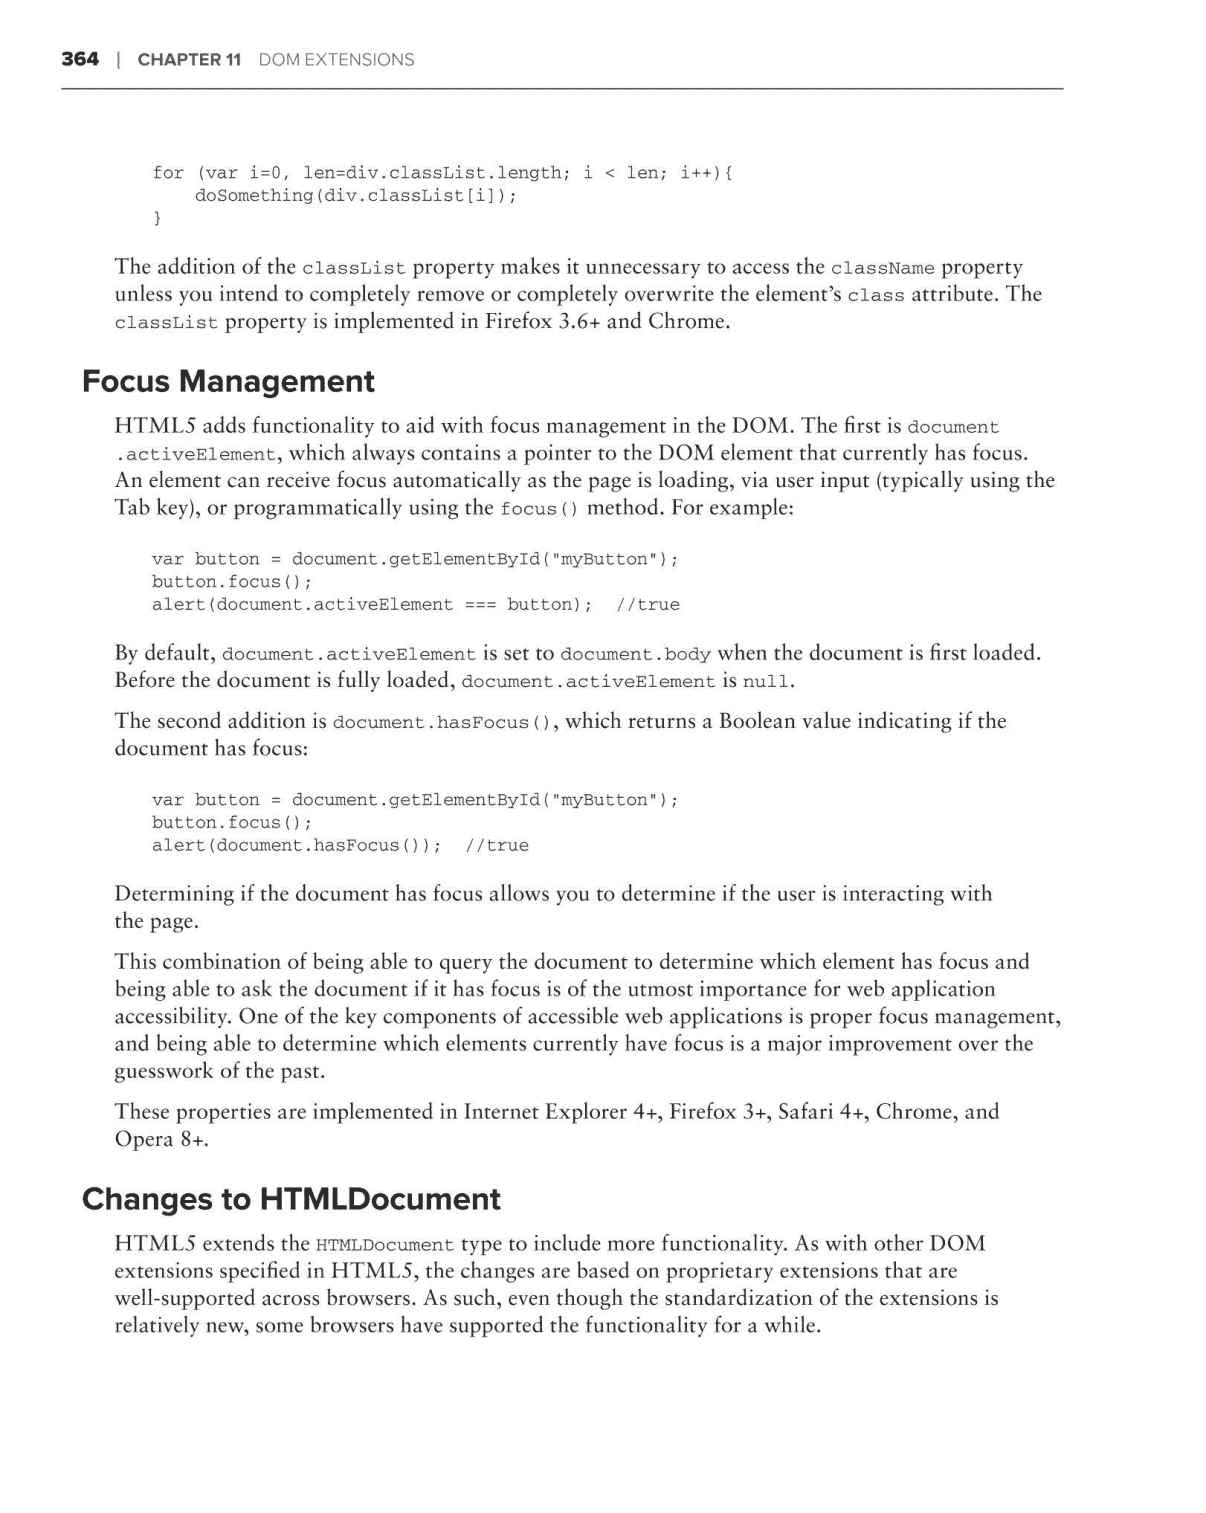 364 | CHAPTER 11 DOM EXTENSIONS
for (var i=0, len=div.classList.length; i < len; i++){
    doSomething(div.classList[i]);
}
The addition of the classList property makes it unnecessary to access the className property
unless you intend to completely remove or completely overwrite the element’s class attribute. The
classList property is implemented in Firefox 3.6+ and Chrome.
Focus Management
HTML5 adds functionality to aid with focus management in the DOM. The first is document
.activeElement, which always contains a pointer to the DOM element that currently has focus.
An element can receive focus automatically as the page is loading, via user input (typically using the
Tab key), or programmatically using the focus() method. For example:
var button = document.getElementById("myButton");
button.focus();
alert(document.activeElement === button);  //true
By default, document.activeElement is set to document.body when the document is first loaded.
Before the document is fully loaded, document.activeElement is null.
The second addition is document.hasFocus(), which returns a Boolean value indicating if the
document has focus:
var button = document.getElementById("myButton");
button.focus();
alert(document.hasFocus());  //true
Determining if the document has focus allows you to determine if the user is interacting with
the page.
This combination of being able to query the document to determine which element has focus and
being able to ask the document if it has focus is of the utmost importance for web application
accessibility. One of the key components of accessible web applications is proper focus management,
and being able to determine which elements currently have focus is a major improvement over the
guesswork of the past.
These properties are implemented in Internet Explorer 4+, Firefox 3+, Safari 4+, Chrome, and
Opera 8+.
Changes to HTMLDocument
HTML5 extends the HTMLDocument type to include more functionality. As with other DOM
extensions specified in HTML5, the changes are based on proprietary extensions that are
well-supported across browsers. As such, even though the standardization of the extensions is
relatively new, some browsers have supported the functionality for a while.